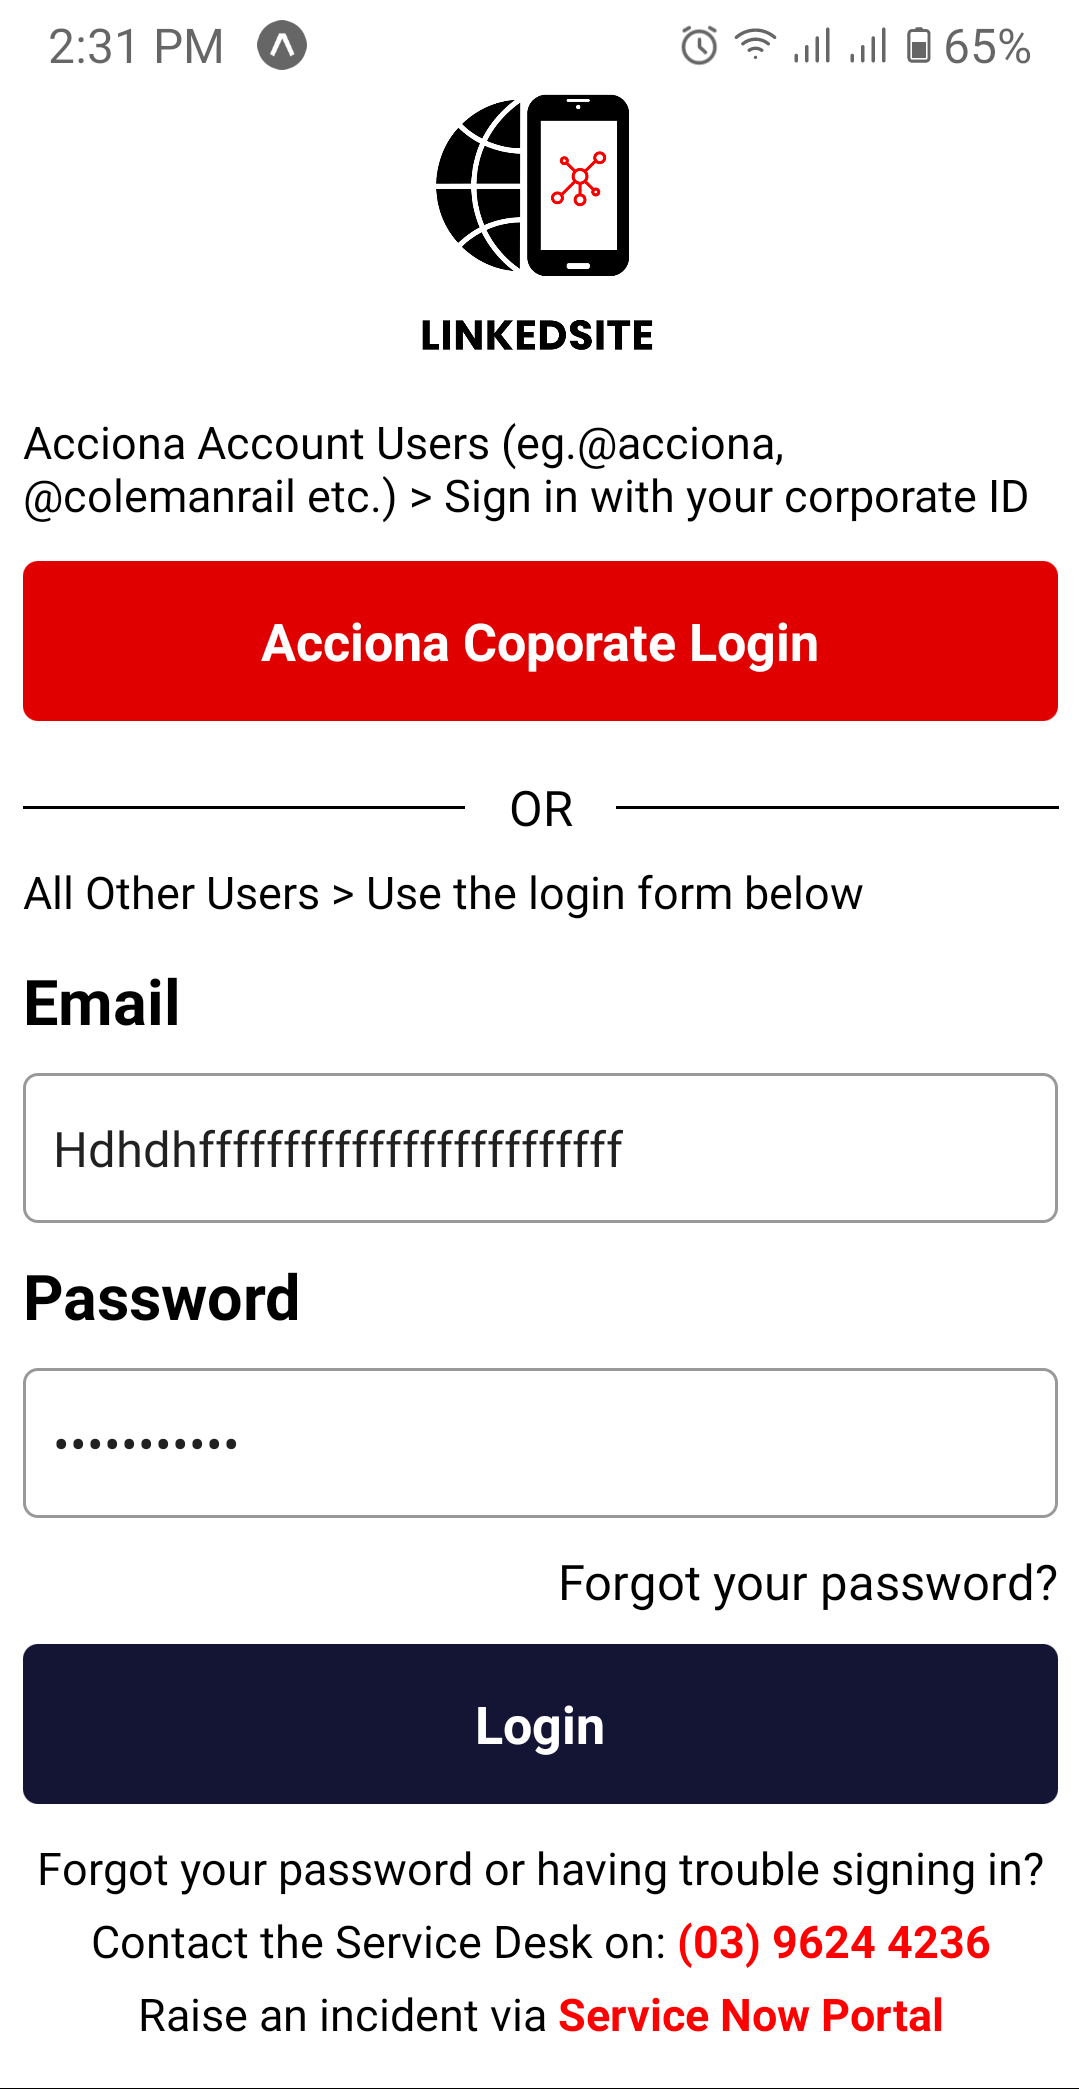 2:31 PM 65%
LINKEDSITE
Acciona Account Users (eg.@acciona,
@colemanrail etc.) > Sign in with your corporate ID
Acciona Coporate Login
OR
All Other Users > Use the login form below
Email
Hdhdhfffffffffffffffffffffffff
Password
•••••••••••
Forgot your password?
Login
Forgot your password or having trouble signing in?
Contact the Service Desk on: (03) 9624 4236
Raise an incident via Service Now Portal